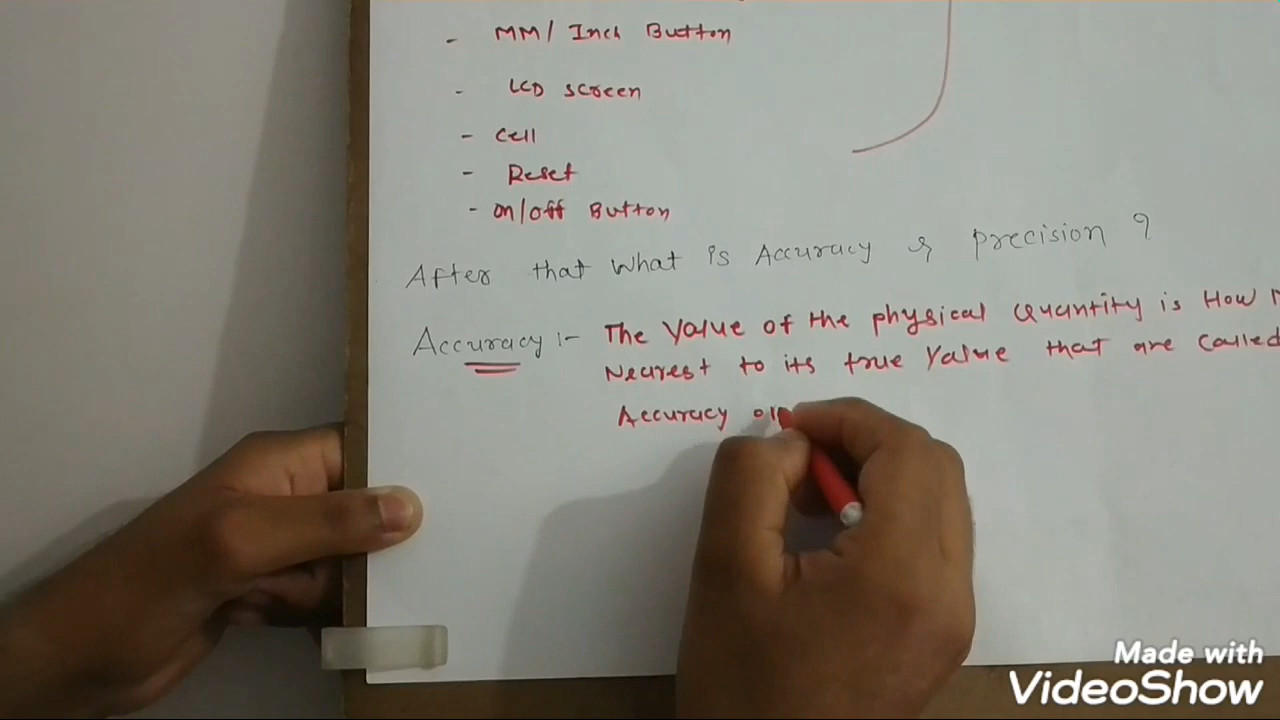 - MM/ Inch Button
- LCD screen
- Cell
- Reset
- on/off Button
After that what is Accuracy & precision ?
Accuracy :- The Value of the physical Quantity is How
Nearest to its true Value that are called
Accuracy
Made with
VideoShow